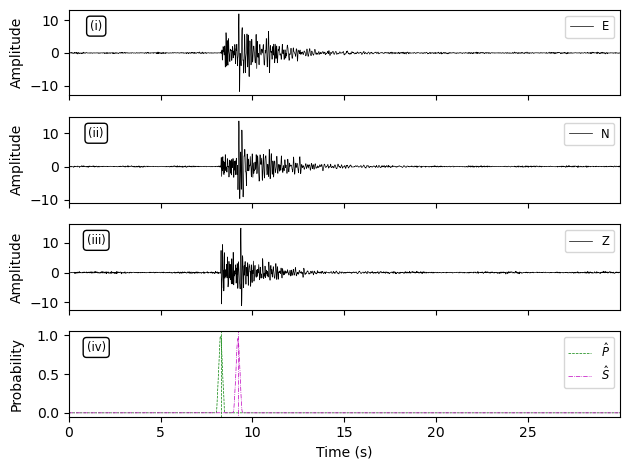 Amplitude
10
0
−10
(i)
E
Amplitude
10
0
−10
(ii)
N
Amplitude
10
0
−10
(iii)
Z
Probability
1.0
0.5
0.0
(iv)
P̂
Ŝ
0 5 10 15 20 25
Time (s)